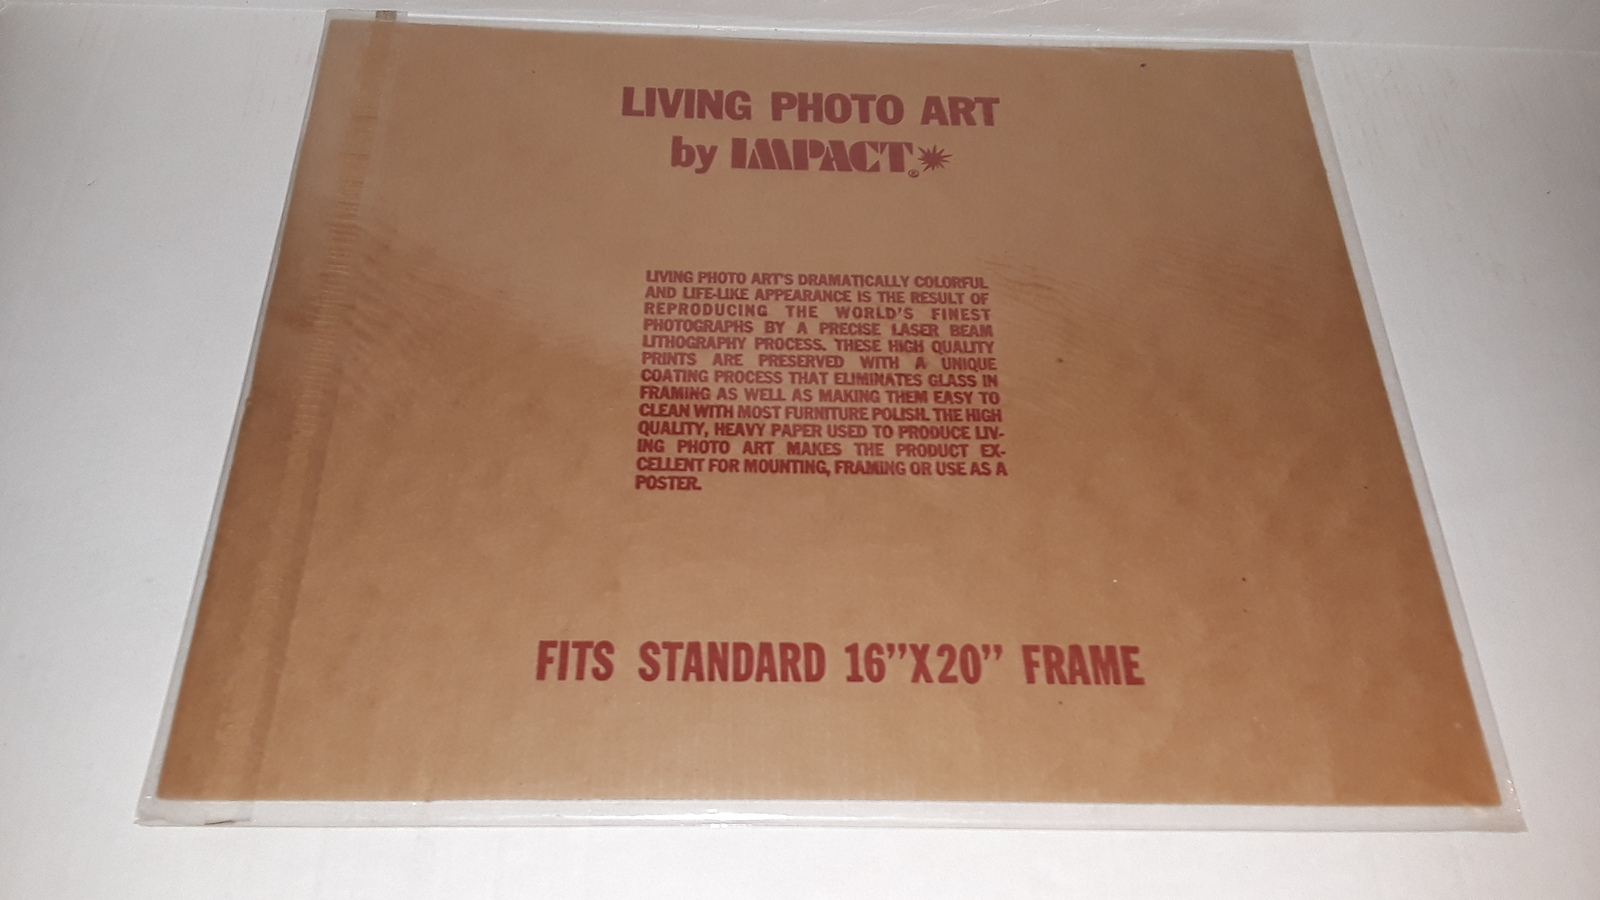 LIVING PHOTO ART
by IMPACT®
LIVING PHOTO ART'S DRAMATICALLY COLORFUL
AND LIFE-LIKE APPEARANCE IS THE RESULT OF
REPRODUCING THE WORLD'S FINEST
PHOTOGRAPHS BY A PRECISE LASER BEAM
LITHOGRAPHY PROCESS. THESE HIGH QUALITY
PRINTS ARE PRESERVED WITH A UNIQUE
COATING PROCESS THAT ELIMINATES GLASS IN
FRAMING AS WELL AS MAKING THEM EASY TO
CLEAN WITH MOST FURNITURE POLISH. THE HIGH
QUALITY, HEAVY PAPER USED TO PRODUCE LIV-
ING PHOTO ART MAKES THE PRODUCT EX-
CELLENT FOR MOUNTING, FRAMING OR USE AS A
POSTER.
FITS STANDARD 16”X20” FRAME